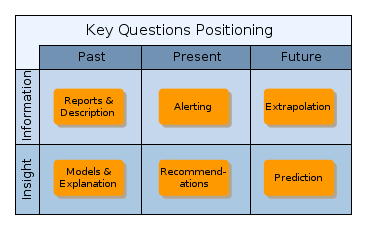 Key Questions Positioning
Past
Present
Future
Information
Reports &
Description
Alerting
Extrapolation
Insight
Models &
Explanation
Recommend-
ations
Prediction